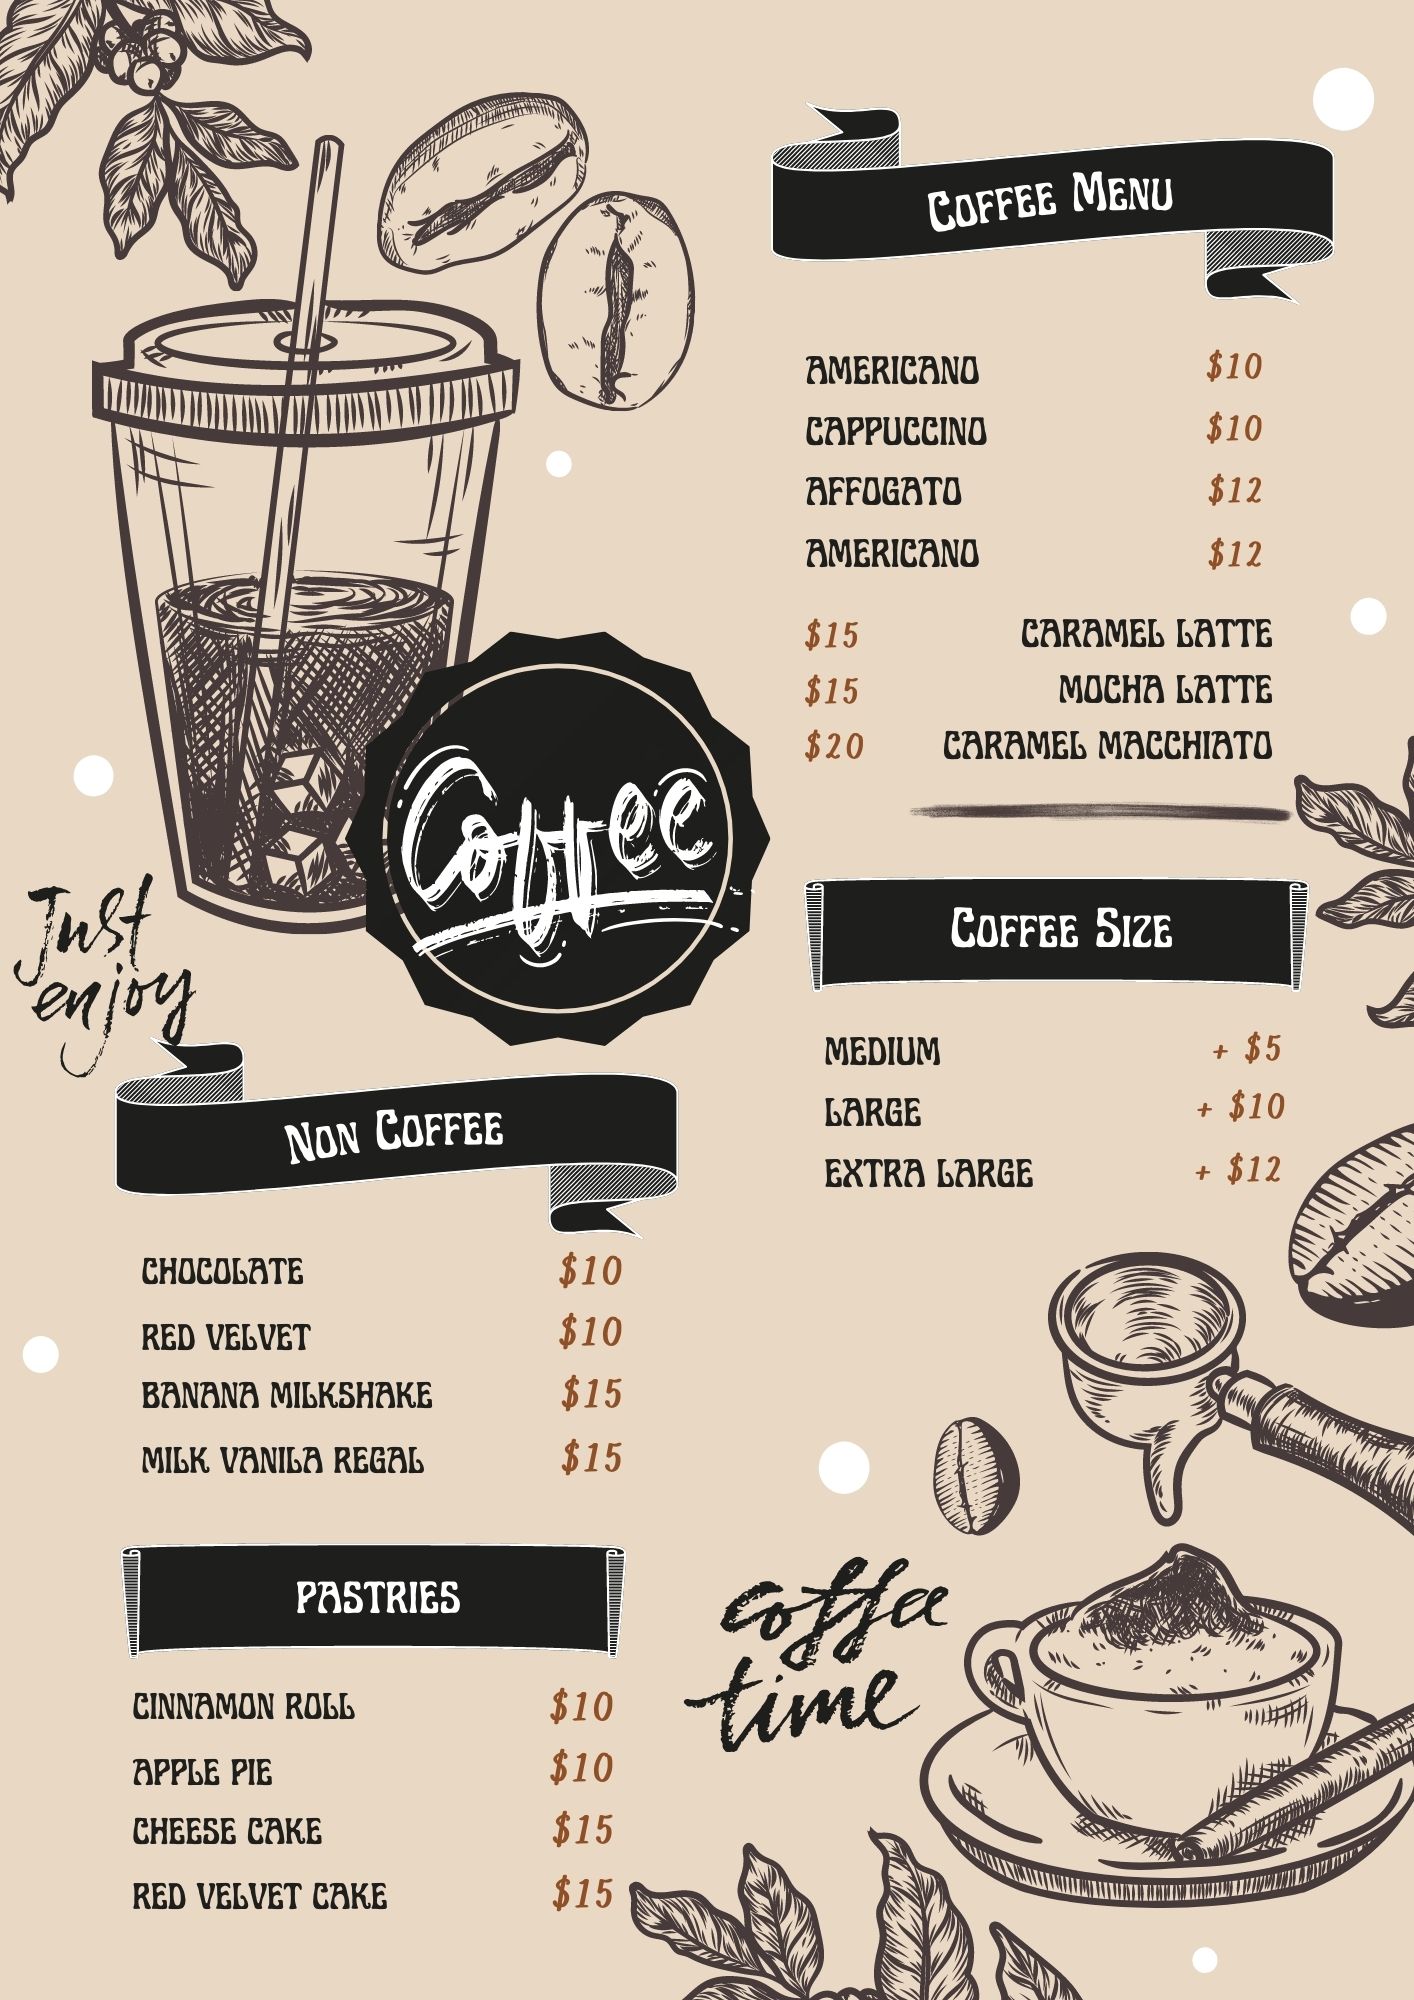 COFFEE MENU
AMERICANO $10
CAPPUCCINO $10
AFFOGATO $12
AMERICANO $12
$15 CARAMEL LATTE
$15 MOCHA LATTE
$20 CARAMEL MACCHIATO
Coffee
Just
enjoy
COFFEE SIZE
MEDIUM + $5
LARGE + $10
EXTRA LARGE + $12
NON COFFEE
CHOCOLATE $10
RED VELVET $10
BANANA MILKSHAKE $15
MILK VANILA REGAL $15
PASTRIES
CINNAMON ROLL $10
APPLE PIE $10
CHEESE CAKE $15
RED VELVET CAKE $15
coffee
time